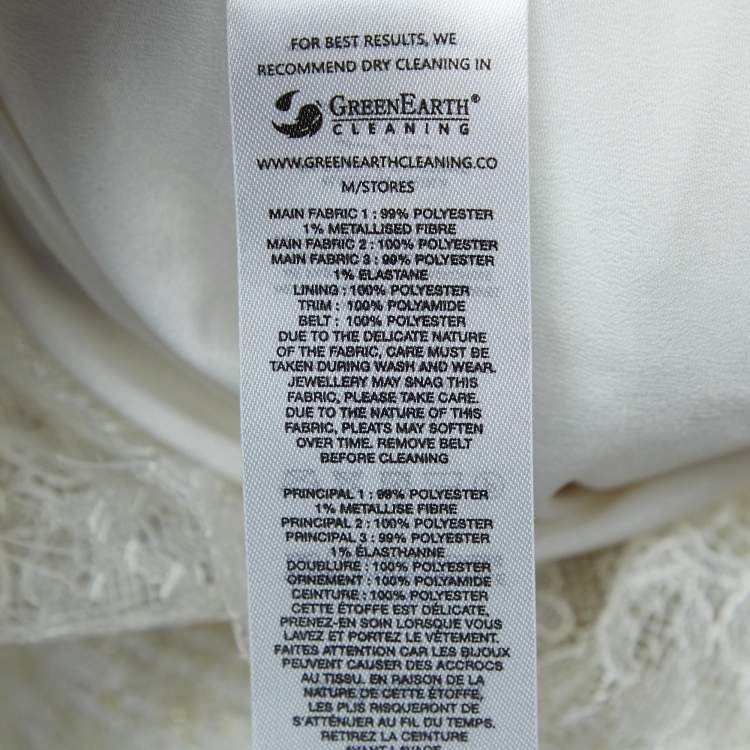 FOR BEST RESULTS, WE
RECOMMEND DRY CLEANING IN
GREENEARTH®
CLEANING
WWW.GREENEARTHCLEANING.CO
M/STORES
MAIN FABRIC 1 : 99% POLYESTER
1% METALLISED FIBRE
MAIN FABRIC 2 : 100% POLYESTER
MAIN FABRIC 3 : 99% POLYESTER
1% ELASTANE
LINING : 100% POLYESTER
TRIM : 100% POLYAMIDE
BELT : 100% POLYESTER
DUE TO THE DELICATE NATURE
OF THE FABRIC, CARE MUST BE
TAKEN DURING WASH AND WEAR.
JEWELLERY MAY SNAG THIS
FABRIC, PLEASE TAKE CARE.
DUE TO THE NATURE OF THIS
FABRIC, PLEATS MAY SOFTEN
OVER TIME. REMOVE BELT
BEFORE CLEANING
PRINCIPAL 1 : 99% POLYESTER
1% METALLISE FIBRE
PRINCIPAL 2 : 100% POLYESTER
PRINCIPAL 3 : 99% POLYESTER
1% ÉLASTHANNE
DOUBLURE : 100% POLYESTER
ORNEMENT : 100% POLYAMIDE
CEINTURE : 100% POLYESTER
CETTE ÉTOFFE EST DÉLICATE,
PRENEZ-EN SOIN LORSQUE VOUS
LAVEZ ET PORTEZ LE VÊTEMENT.
FAITES ATTENTION CAR LES BIJOUX
PEUVENT CAUSER DES ACCROCS
AU TISSU. EN RAISON DE LA
NATURE DE CETTE ÉTOFFE,
LES PLIS RISQUERONT DE
S'ATTÉNUER AU FIL DU TEMPS.
RETIREZ LA CEINTURE
AVANT LAVAGE